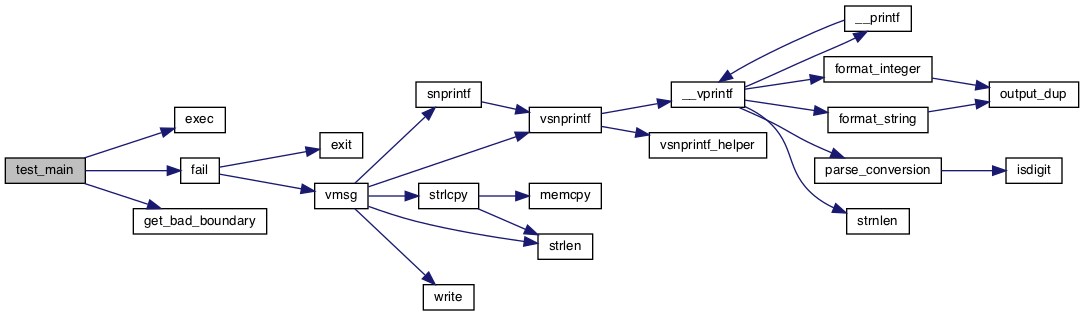 test_main
exec
fail
get_bad_boundary
exit
vmsg
snprintf
strlcpy
write
vsnprintf
memcpy
strlen
__vprintf
vsnprintf_helper
__printf
format_integer
format_string
parse_conversion
strnlen
output_dup
isdigit